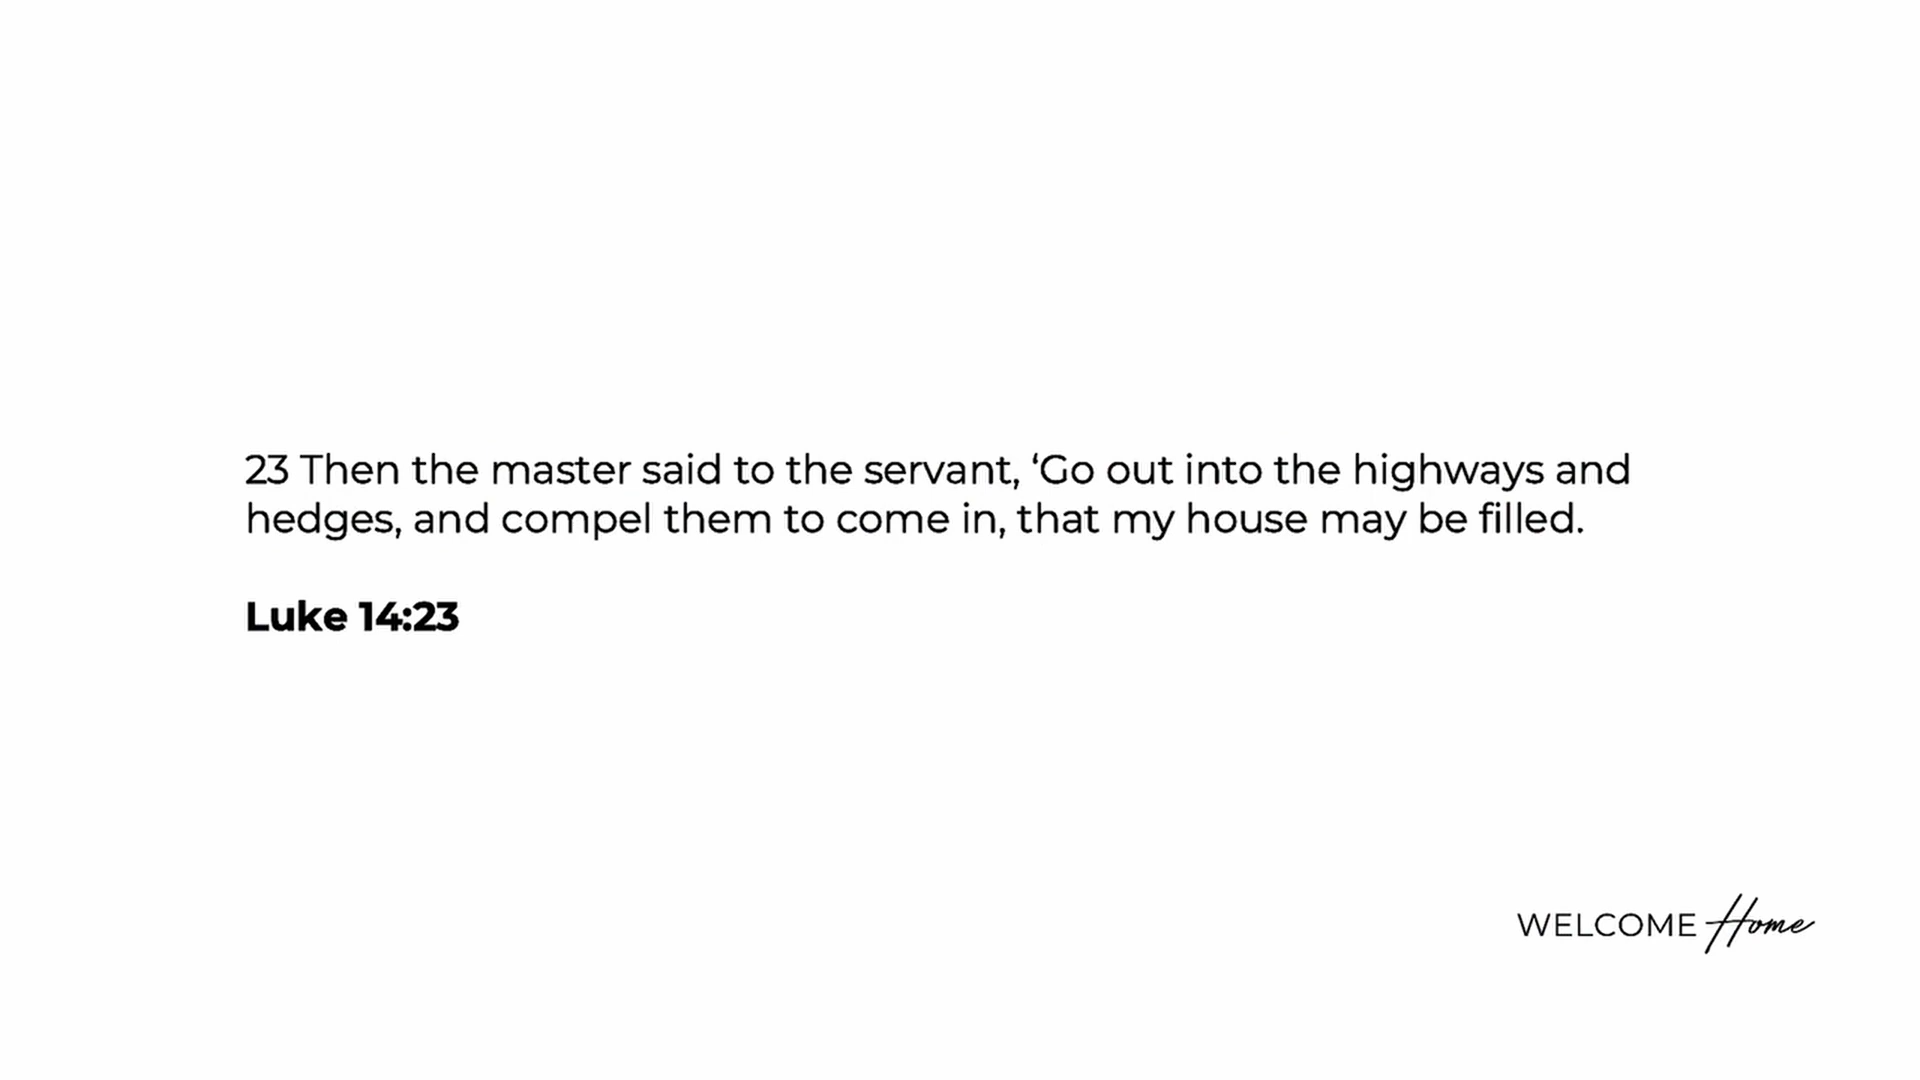 23 Then the master said to the servant, ‘Go out into the highways and
hedges, and compel them to come in, that my house may be filled.
Luke 14:23
WELCOME Home